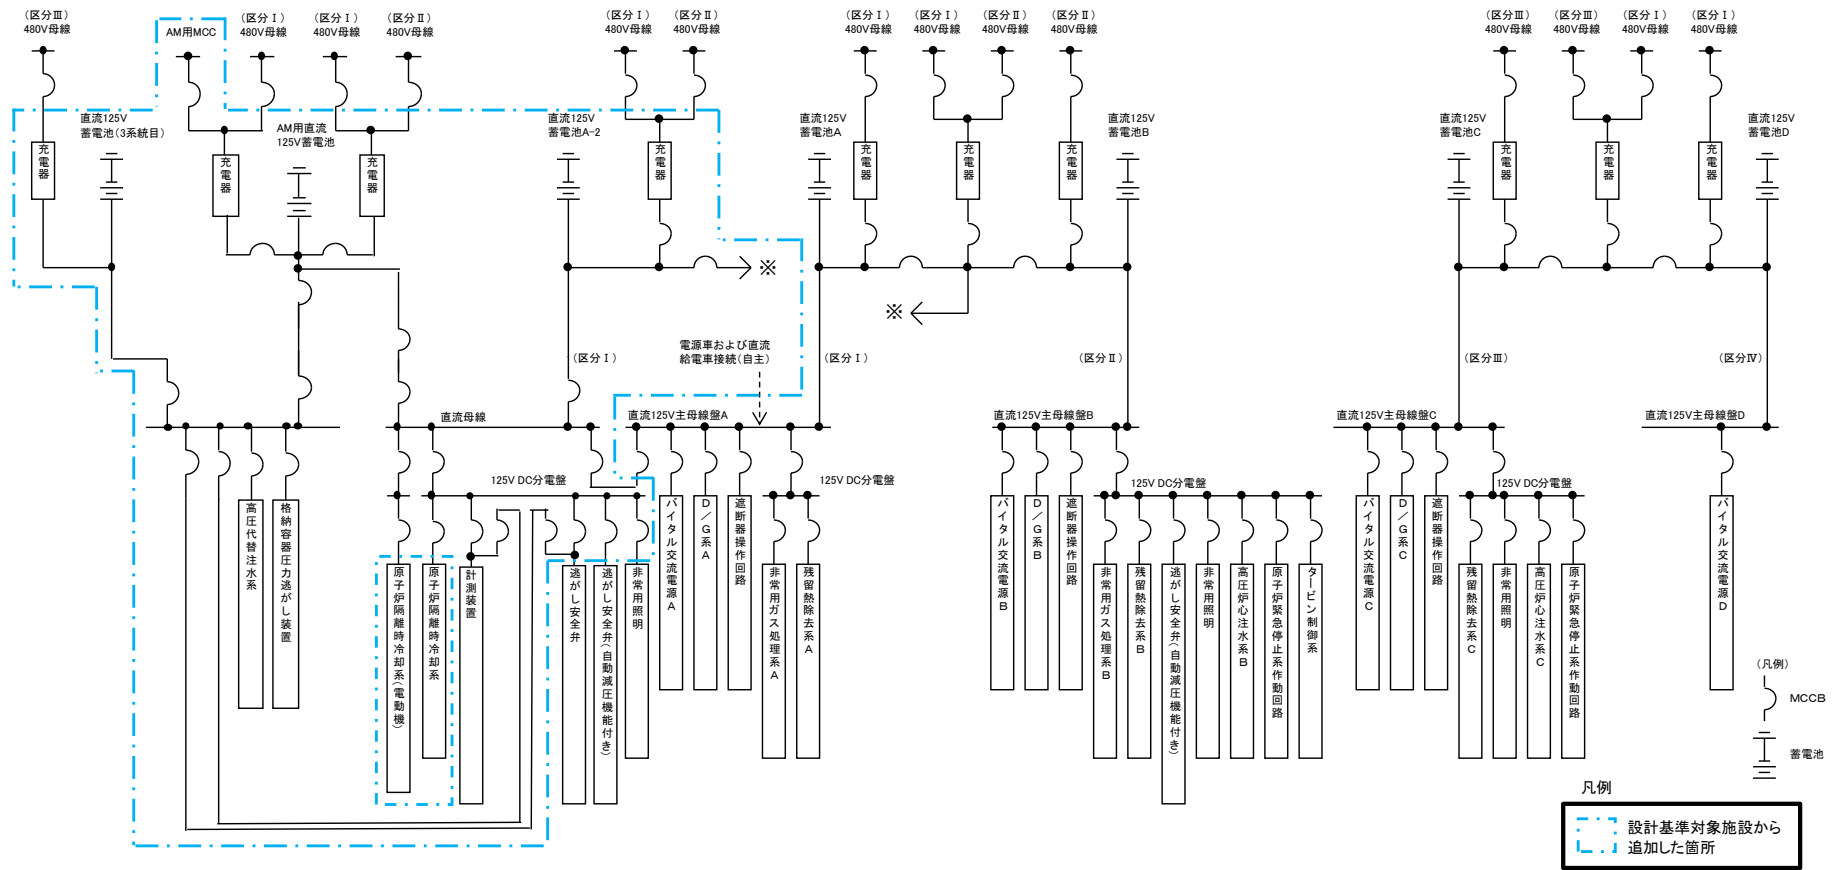 (区分Ⅲ)
480V母線
AM用MCC
(区分Ⅰ)
480V母線
(区分Ⅰ)
480V母線
(区分Ⅱ)
480V母線
(区分Ⅰ)
480V母線
(区分Ⅱ)
480V母線
(区分Ⅰ)
480V母線
(区分Ⅰ)
480V母線
(区分Ⅱ)
480V母線
(区分Ⅱ)
480V母線
(区分Ⅲ)
480V母線
(区分Ⅲ)
480V母線
(区分Ⅰ)
480V母線
(区分Ⅰ)
480V母線
直流125V
蓄電池(3系統目)
AM用直流
125V蓄電池
直流125V
蓄電池A-2
直流125V
蓄電池A
直流125V
蓄電池B
直流125V
蓄電池C
直流125V
蓄電池D
充電器
充電器
充電器
充電器
充電器
充電器
充電器
充電器
充電器
充電器
※
※
電源車および直流
給電車接続(自主)
(区分Ⅰ)
(区分Ⅰ)
(区分Ⅱ)
(区分Ⅲ)
(区分Ⅳ)
直流母線
直流125V主母線盤A
直流125V主母線盤B
直流125V主母線盤C
直流125V主母線盤D
125V DC分電盤
125V DC分電盤
125V DC分電盤
125V DC分電盤
高圧代替注水系
格納容器圧力逃がし装置
原子炉隔離時冷却系(電動機)
原子炉隔離時冷却系
計測装置
逃がし安全弁
逃がし安全弁(自動減圧機能付き)
非常用照明
バイタル交流電源A
D/G系A
遮断器操作回路
非常用ガス処理系A
残留熱除去系A
バイタル交流電源B
D/G系B
遮断器操作回路
非常用ガス処理系B
残留熱除去系B
逃がし安全弁(自動減圧機能付き)
非常用照明
高圧炉心注水系B
原子炉緊急停止系作動回路
タービン制御系
バイタル交流電源C
D/G系C
遮断器操作回路
残留熱除去系C
非常用照明
高圧炉心注水系C
原子炉緊急停止系作動回路
バイタル交流電源D
(凡例)
MCCB
蓄電池
凡例
設計基準対象施設から
追加した箇所